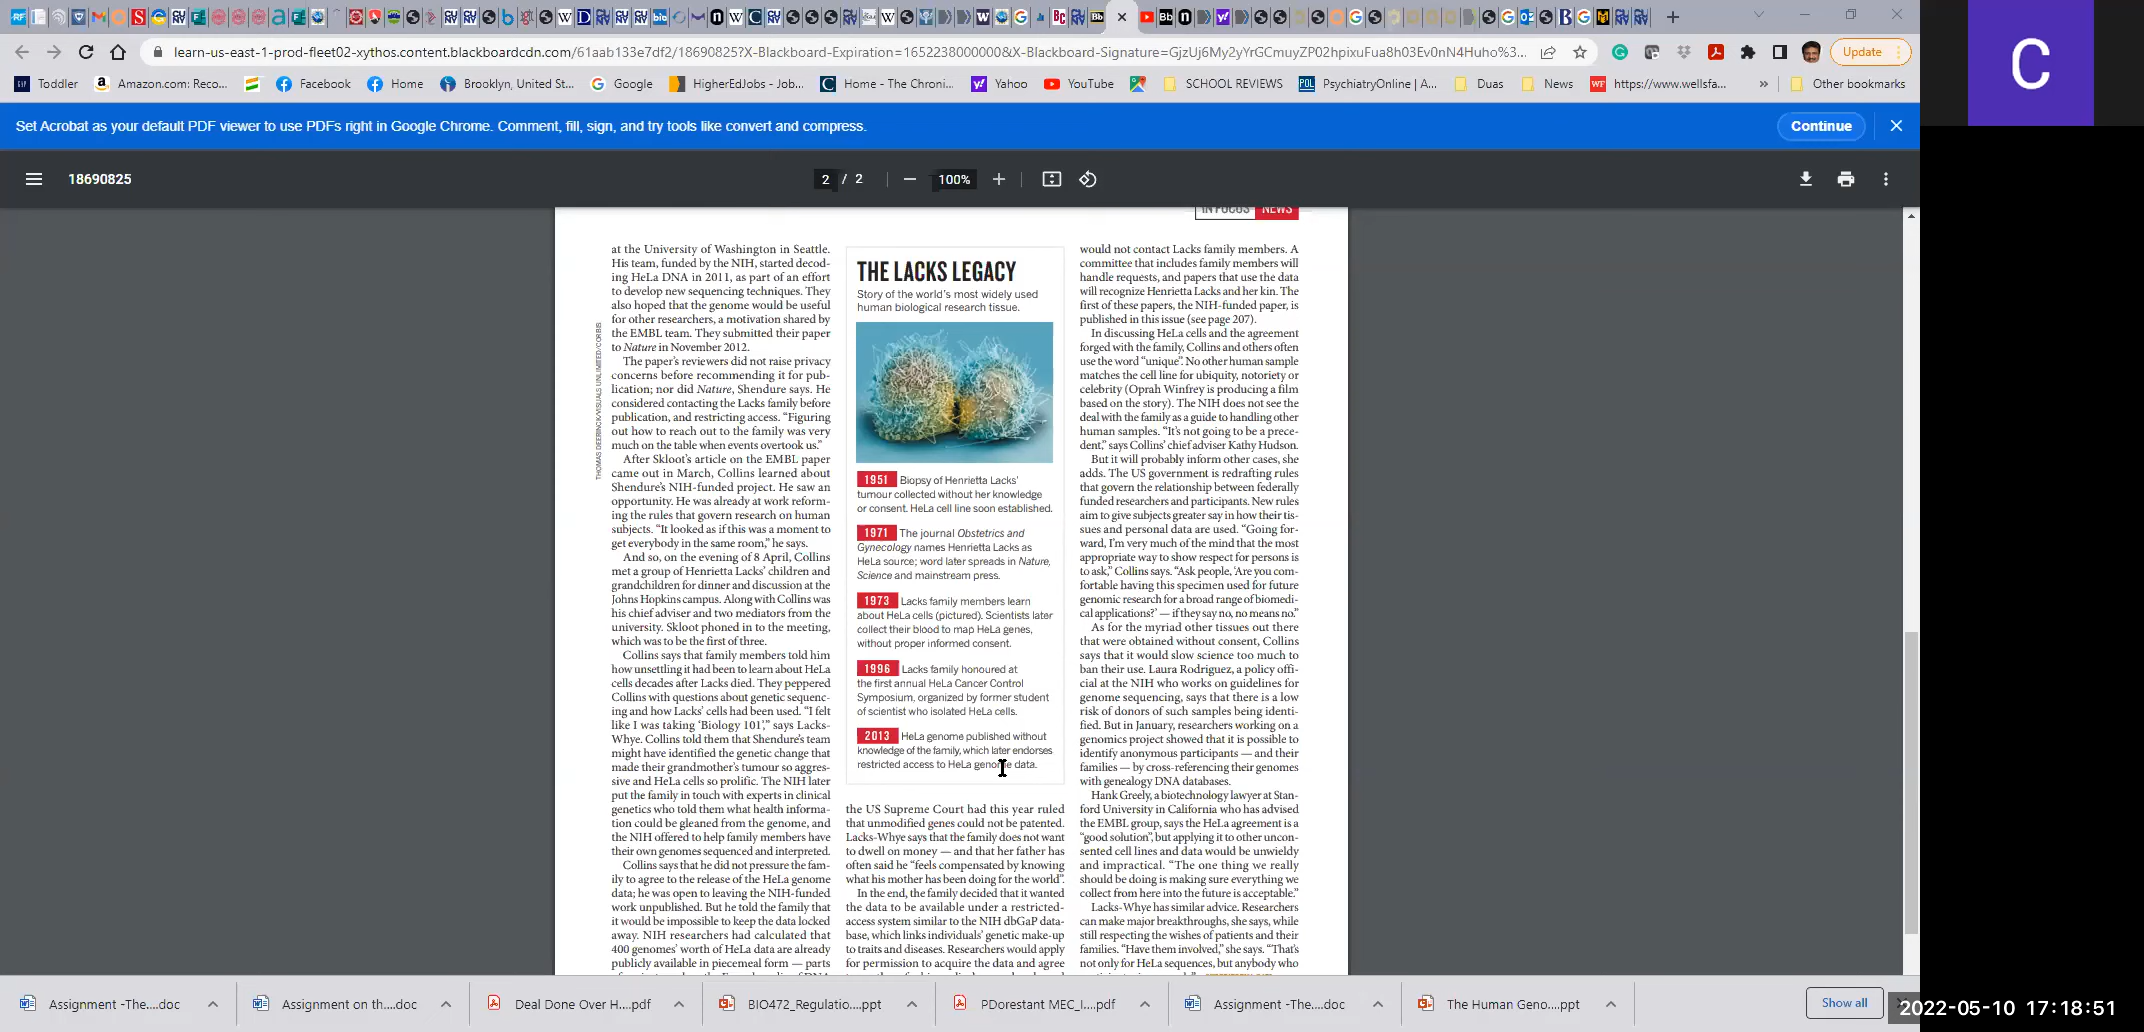 learn-us-east-1-prod-fleet02-xythos.content.blackboardcdn.com/61aab133e7df2/18690825?X-Blackboard-Expiration=1652238000000&X-Blackboard-Signature=GjzUj6My2yYrGCmuyZP02hpixuFua8h03Ev0nN4Huho%3...
Update
Toddler Amazon.com: Reco... Facebook Home Brooklyn, United St... Google HigherEdJobs - Job... Home - The Chroni... Yahoo YouTube SCHOOL REVIEWS PsychiatryOnline | A... Duas News https://www.wellsfa... » Other bookmarks
C
Set Acrobat as your default PDF viewer to use PDFs right in Google Chrome. Comment, fill, sign, and try tools like convert and compress.
Continue
18690825
2 / 2
100%
IN FOCUS NEWS
at the University of Washington in Seattle.
His team, funded by the NIH, started decod-
ing HeLa DNA in 2011, as part of an effort
to develop new sequencing techniques. They
also hoped that the genome would be useful
for other researchers, a motivation shared by
the EMBL team. They submitted their paper
to Nature in November 2012.
The paper's reviewers did not raise privacy
concerns before recommending it for pub-
lication; nor did Nature, Shendure says. He
considered contacting the Lacks family before
publication, and restricting access. “Figuring
out how to reach out to the family was very
much on the table when events overtook us.”
After Skloot's article on the EMBL paper
came out in March, Collins learned about
Shendure's NIH-funded project. He saw an
opportunity. He was already at work reform-
ing the rules that govern research on human
subjects. “It looked as if this was a moment to
get everybody in the same room,” he says.
And so, on the evening of 8 April, Collins
met a group of Henrietta Lacks' children and
grandchildren for dinner and discussion at the
Johns Hopkins campus. Along with Collins was
his chief adviser and two mediators from the
university. Skloot phoned in to the meeting,
which was to be the first of three.
Collins says that family members told him
how unsettling it had been to learn about HeLa
cells decades after Lacks died. They peppered
Collins with questions about genetic sequenc-
ing and how Lacks' cells had been used. “I felt
like I was taking ‘Biology 101’,” says Lacks-
Whye. Collins told them that Shendure's team
might have identified the genetic change that
made their grandmother's tumour so aggres-
sive and HeLa cells so prolific. The NIH later
put the family in touch with experts in clinical
genetics who told them what health informa-
tion could be gleaned from the genome, and
the NIH offered to help family members have
their own genomes sequenced and interpreted.
Collins says that he did not pressure the fam-
ily to agree to the release of the HeLa genome
data; he was open to leaving the NIH-funded
work unpublished. But he told the family that
it would be impossible to keep the data locked
away. NIH researchers had calculated that
400 genomes' worth of HeLa data are already
publicly available in piecemeal form — parts
THOMAS DEERINCK/VISUALS UNLIMITED/CORBIS
THE LACKS LEGACY
Story of the world's most widely used
human biological research tissue.
1951 Biopsy of Henrietta Lacks'
tumour collected without her knowledge
or consent. HeLa cell line soon established.
1971 The journal Obstetrics and
Gynecology names Henrietta Lacks as
HeLa source; word later spreads in Nature,
Science and mainstream press.
1973 Lacks family members learn
about HeLa cells (pictured). Scientists later
collect their blood to map HeLa genes,
without proper informed consent.
1996 Lacks family honoured at
the first annual HeLa Cancer Control
Symposium, organized by former student
of scientist who isolated HeLa cells.
2013 HeLa genome published without
knowledge of the family, which later endorses
restricted access to HeLa genome data.
the US Supreme Court had this year ruled
that unmodified genes could not be patented.
Lacks-Whye says that the family does not want
to dwell on money — and that her father has
often said he “feels compensated by knowing
what his mother has been doing for the world”.
In the end, the family decided that it wanted
the data to be available under a restricted-
access system similar to the NIH dbGaP data-
base, which links individuals' genetic make-up
to traits and diseases. Researchers would apply
for permission to acquire the data and agree
would not contact Lacks family members. A
committee that includes family members will
handle requests, and papers that use the data
will recognize Henrietta Lacks and her kin. The
first of these papers, the NIH-funded paper, is
published in this issue (see page 207).
In discussing HeLa cells and the agreement
forged with the family, Collins and others often
use the word “unique”. No other human sample
matches the cell line for ubiquity, notoriety or
celebrity (Oprah Winfrey is producing a film
based on the story). The NIH does not see the
deal with the family as a guide to handling other
human samples. “It's not going to be a prece-
dent,” says Collins' chief adviser Kathy Hudson.
But it will probably inform other cases, she
adds. The US government is redrafting rules
that govern the relationship between federally
funded researchers and participants. New rules
aim to give subjects greater say in how their tis-
sues and personal data are used. “Going for-
ward, I'm very much of the mind that the most
appropriate way to show respect for persons is
to ask,” Collins says. “Ask people, ‘Are you com-
fortable having this specimen used for future
genomic research for a broad range of biomedi-
cal applications?’ — if they say no, no means no.”
As for the myriad other tissues out there
that were obtained without consent, Collins
says that it would slow science too much to
ban their use. Laura Rodriguez, a policy offi-
cial at the NIH who works on guidelines for
genome sequencing, says that there is a low
risk of donors of such samples being identi-
fied. But in January, researchers working on a
genomics project showed that it is possible to
identify anonymous participants — and their
families — by cross-referencing their genomes
with genealogy DNA databases.
Hank Greely, a biotechnology lawyer at Stan-
ford University in California who has advised
the EMBL group, says the HeLa agreement is a
“good solution”, but applying it to other uncon-
sented cell lines and data would be unwieldy
and impractical. “The one thing we really
should be doing is making sure everything we
collect from here into the future is acceptable.”
Lacks-Whye has similar advice. Researchers
can make major breakthroughs, she says, while
still respecting the wishes of patients and their
families. “Have them involved,” she says. “That's
not only for HeLa sequences, but anybody who
Assignment -The....doc Assignment on th....doc Deal Done Over H....pdf BIO472_Regulatio....ppt PDorestant MEC_I....pdf Assignment -The....doc The Human Geno....ppt Show all
2022-05-10 17:18:51